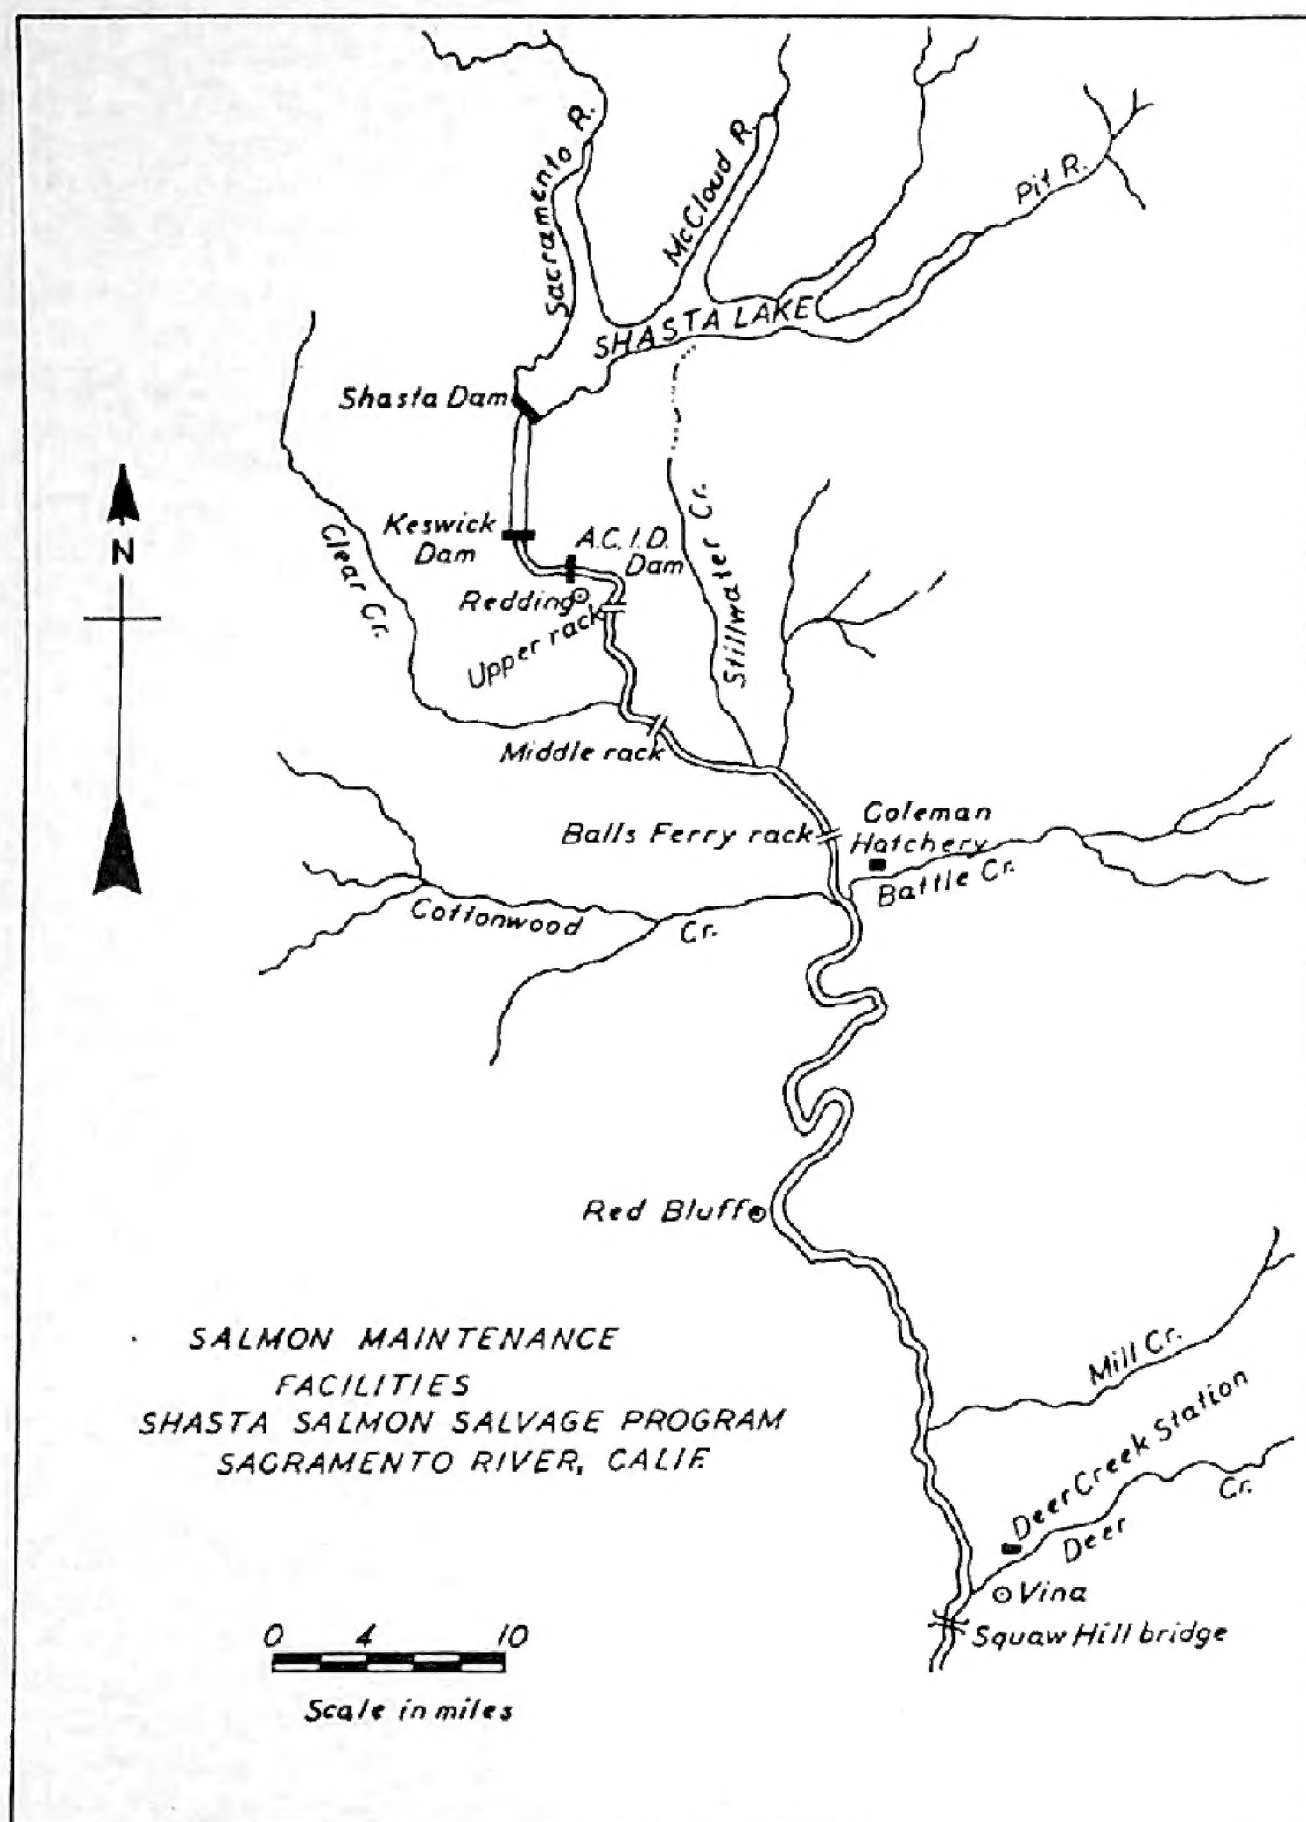 Sacramento R.
McCloud R.
Pit R.
SHASTA LAKE
Shasta Dam
Keswick
Dam
A.C.I.D.
Dam
N
Clear Cr.
Stillwater Cr.
Redding
Upper rack
Middle rack
Balls Ferry rack
Coleman
Hatchery
Battle Cr.
Cottonwood Cr.
Red Bluff
SALMON MAINTENANCE
FACILITIES
SHASTA SALMON SALVAGE PROGRAM
SACRAMENTO RIVER, CALIF.
Mill Cr.
Deer Creek Station
Deer Cr.
Vina
Squaw Hill bridge
0 4 10
Scale in miles